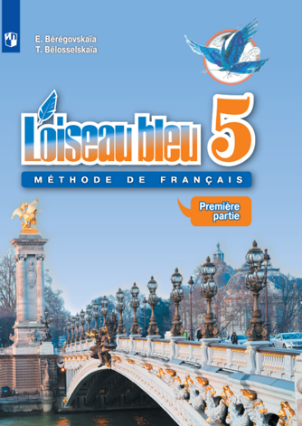 E. Bérégovskaïa
T. Bélosselskaïa
L'oiseau bleu 5
MÉTHODE DE FRANÇAIS
Première
partie